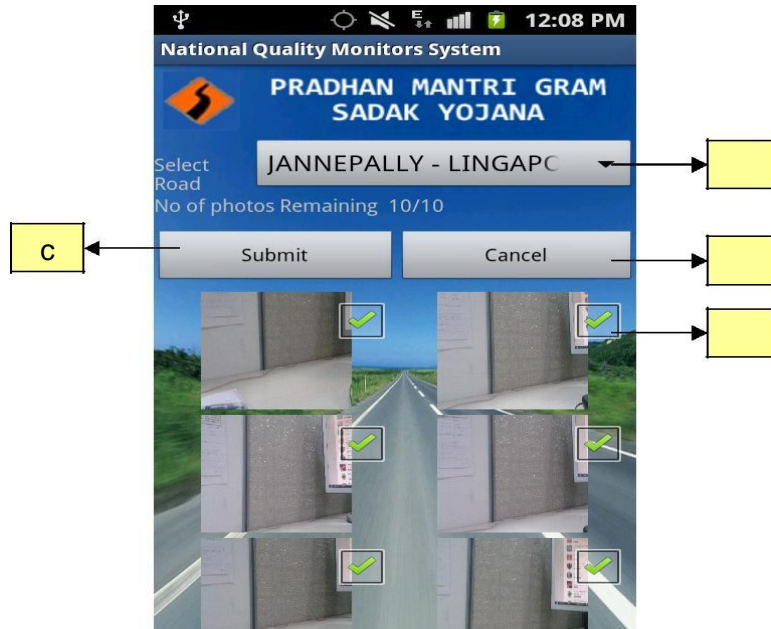 E
12:08 PM
National Quality Monitors System
PRADHAN MANTRI GRAM
SADAK YOJANA
Select
Road
JANNEPALLY - LINGAPC
No of photos Remaining 10/10
C
Submit
Cancel